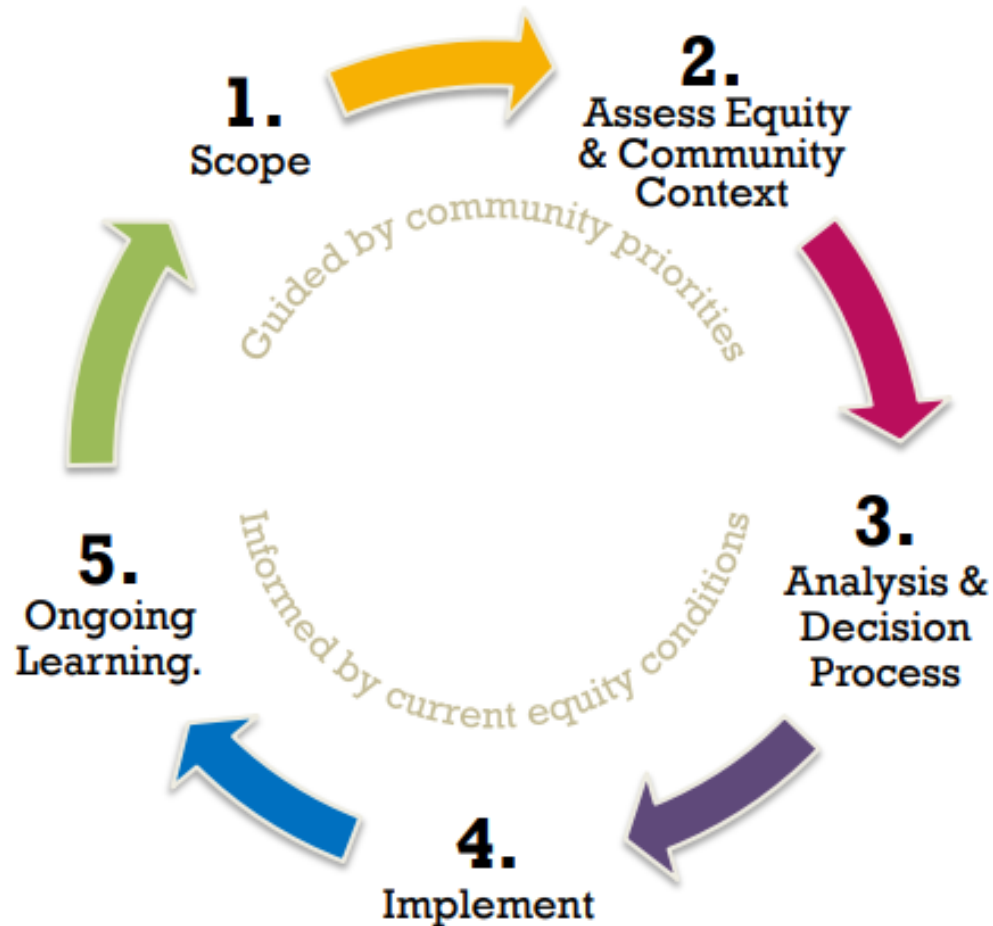 1.
Scope
2.
Assess Equity
& Community
Context
Guided by community priorities
3.
Analysis &
Decision
Process
Informed by current equity conditions
4.
Implement
5.
Ongoing
Learning.